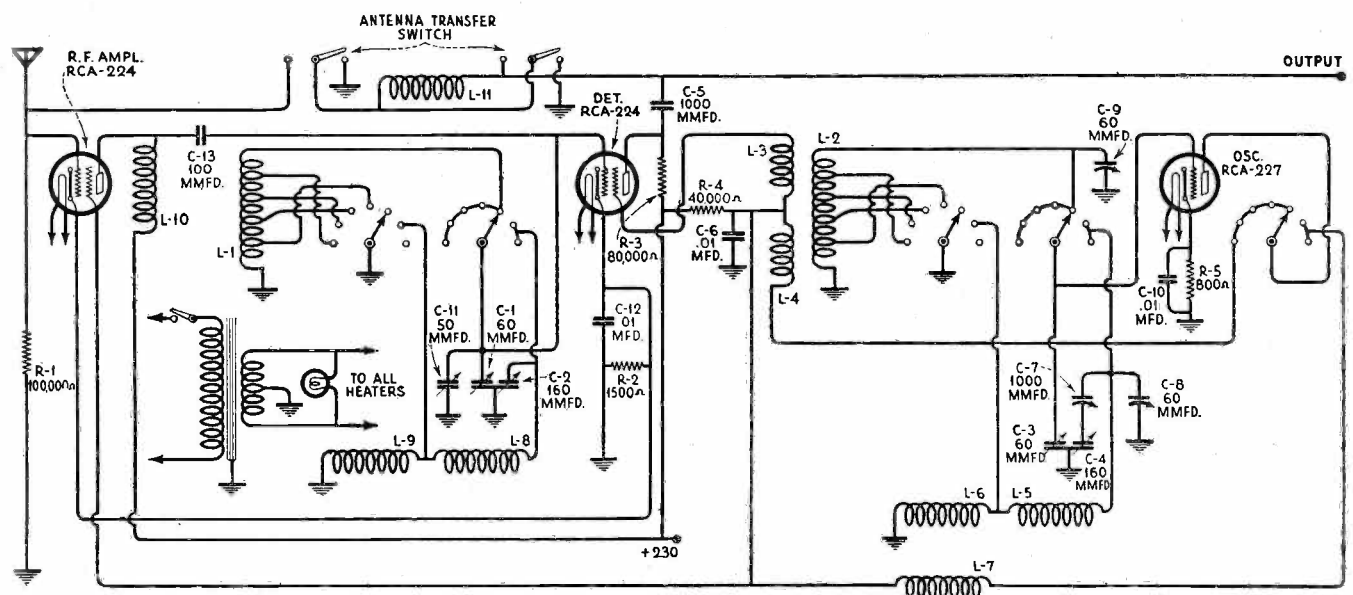 ANTENNA TRANSFER
SWITCH
R.F. AMPL.
RCA-224
L-11
DET.
RCA-224
C-5
1000
MMFD.
OUTPUT
C-9
60
MMFD.
OSC.
RCA-227
C-13
100
MMFD.
L-10
L-1
L-3
L-2
R-4
40,000Ω
C-6
.01
MFD.
R-3
80,000Ω
L-4
R-5
800Ω
C-10
.01
MFD.
C-11
50
MMFD.
C-1
60
MMFD.
C-12
.01
MFD.
R-1
100,000Ω
TO ALL
HEATERS
C-2
160
MMFD.
R-2
1500Ω
C-7
1000
MMFD.
C-8
60
MMFD.
C-3
60
MMFD.
C-4
160
MMFD.
L-9
L-8
L-6
L-5
+230
L-7